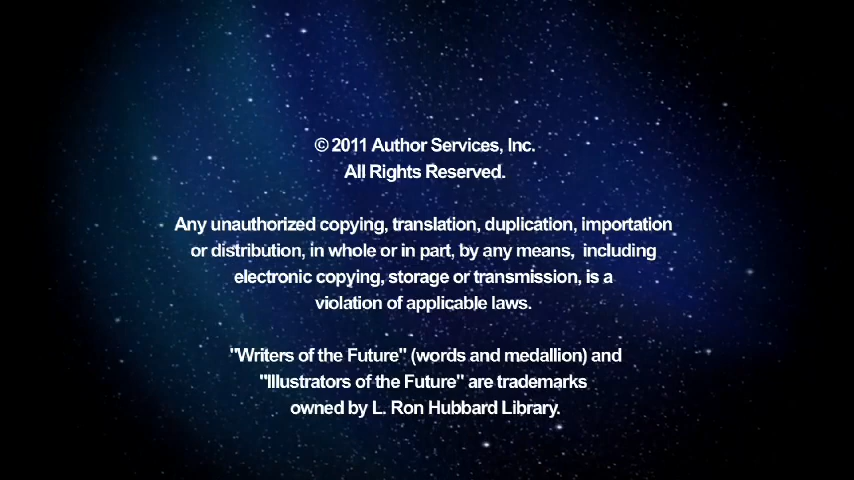 © 2011 Author Services, Inc.
All Rights Reserved.
Any unauthorized copying, translation, duplication, importation
or distribution, in whole or in part, by any means, including
electronic copying, storage or transmission, is a
violation of applicable laws.
"Writers of the Future" (words and medallion) and
"Illustrators of the Future" are trademarks
owned by L. Ron Hubbard Library.